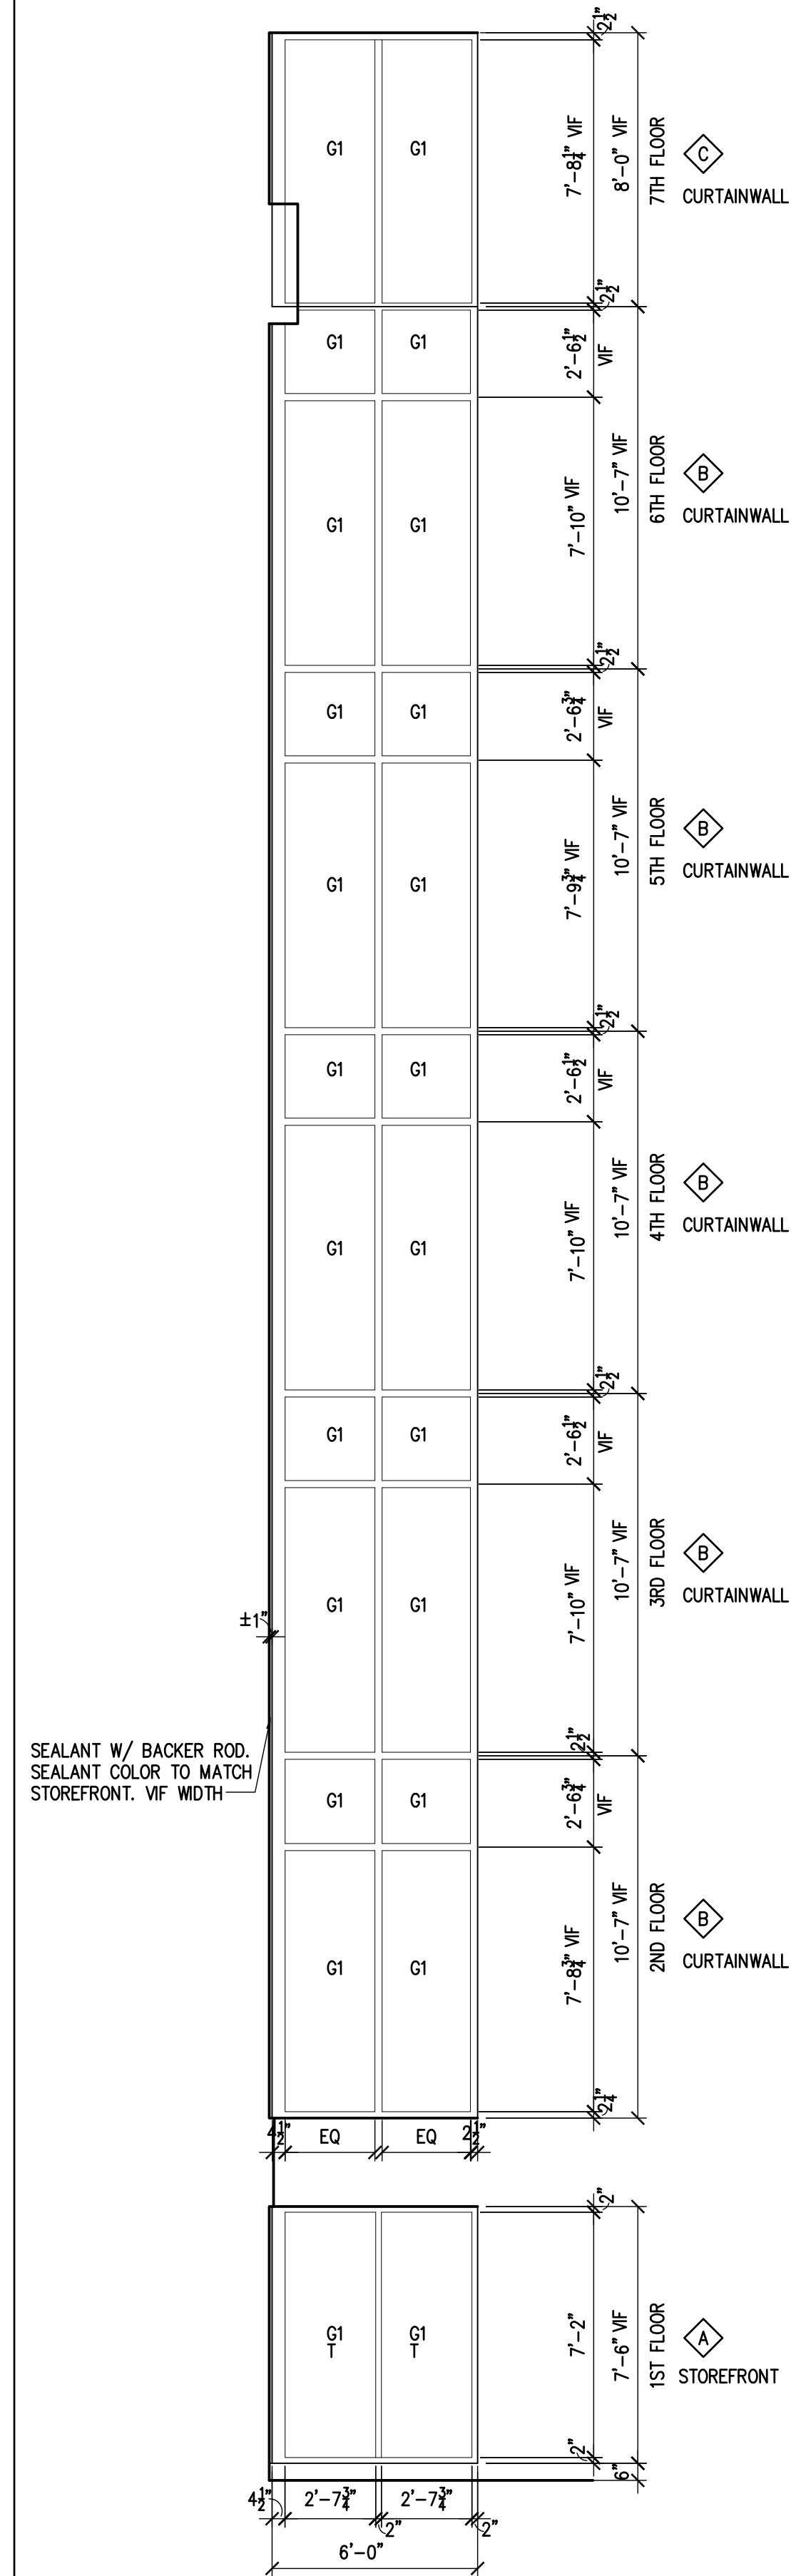 2½"
G1 G1
7'-8¼" VIF
8'-0" VIF
7TH FLOOR
C
CURTAINWALL
2½"
G1 G1
2'-6½"
VIF
G1 G1
7'-10" VIF
10'-7" VIF
6TH FLOOR
B
CURTAINWALL
2½"
G1 G1
2'-6¾"
VIF
G1 G1
7'-9¾" VIF
10'-7" VIF
5TH FLOOR
B
CURTAINWALL
2½"
G1 G1
2'-6½"
VIF
G1 G1
7'-10" VIF
10'-7" VIF
4TH FLOOR
B
CURTAINWALL
2½"
G1 G1
2'-6½"
VIF
G1 G1
7'-10" VIF
10'-7" VIF
3RD FLOOR
B
CURTAINWALL
±1"
SEALANT W/ BACKER ROD.
SEALANT COLOR TO MATCH
STOREFRONT. VIF WIDTH
2½"
G1 G1
2'-6¾"
VIF
G1 G1
7'-8¾" VIF
10'-7" VIF
2ND FLOOR
B
CURTAINWALL
2¼"
4½" EQ EQ 2½"
2"
G1 G1
T T
7'-2"
7'-6" VIF
1ST FLOOR
A
STOREFRONT
2"
6"
4½" 2'-7¾" 2'-7¾"
2" 2"
6'-0"